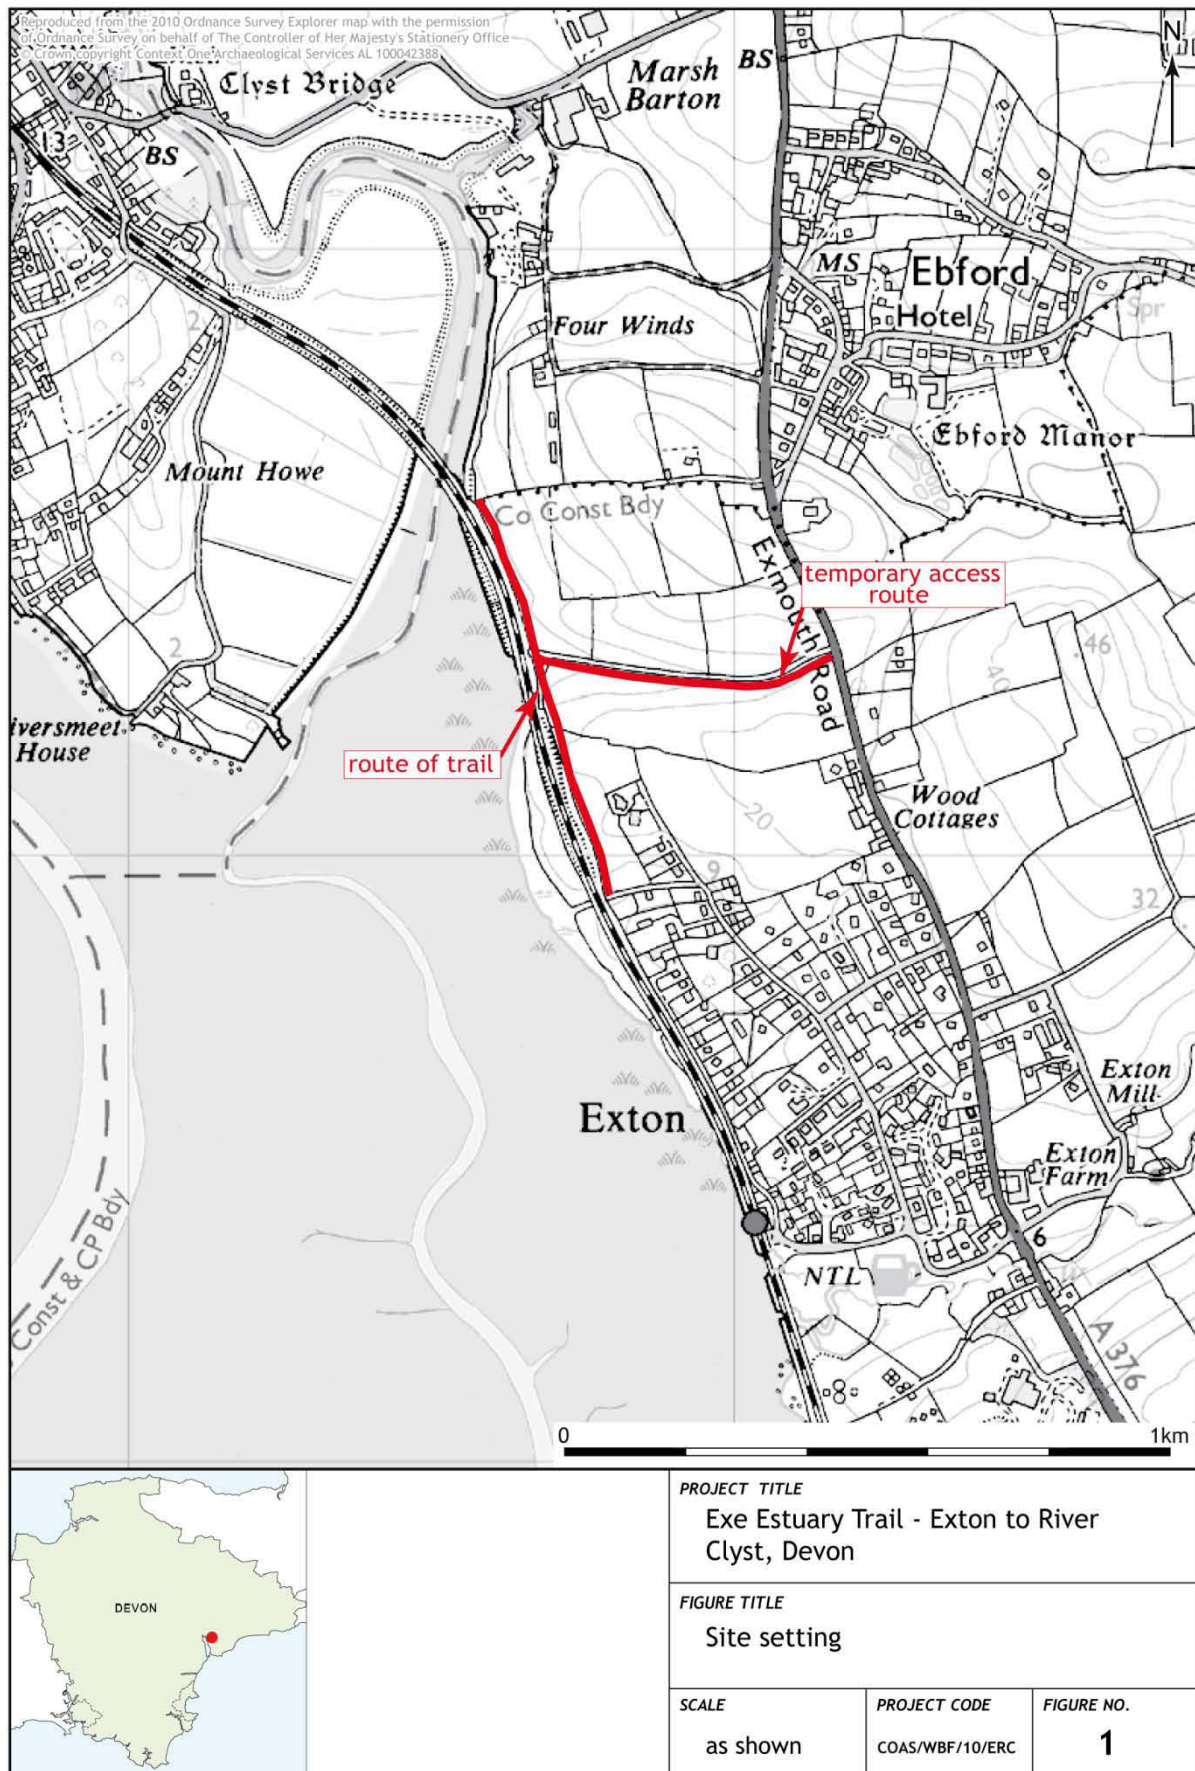 Reproduced from the 2010 Ordnance Survey Explorer map with the permission
of Ordnance Survey on behalf of The Controller of Her Majesty's Stationery Office
© Crown copyright Context One Archaeological Services AL 100042388
N
Clyst Bridge
Marsh
Barton
BS
13
BS
MS
Ebford
Hotel
Spr
Four Winds
2
Ebford Manor
Mount Howe
Co Const Bdy
Exmouth Road
temporary access
route
2
46
40
House
route of trail
Wood
Cottages
20
9
32
Exton
Mill
Exton
Exton
Farm
Const & CP Bdy
6
NTL
A 376
0
1km
DEVON
PROJECT TITLE
Exe Estuary Trail - Exton to River
Clyst, Devon
FIGURE TITLE
Site setting
SCALE
as shown
PROJECT CODE
COAS/WBF/10/ERC
FIGURE NO.
1